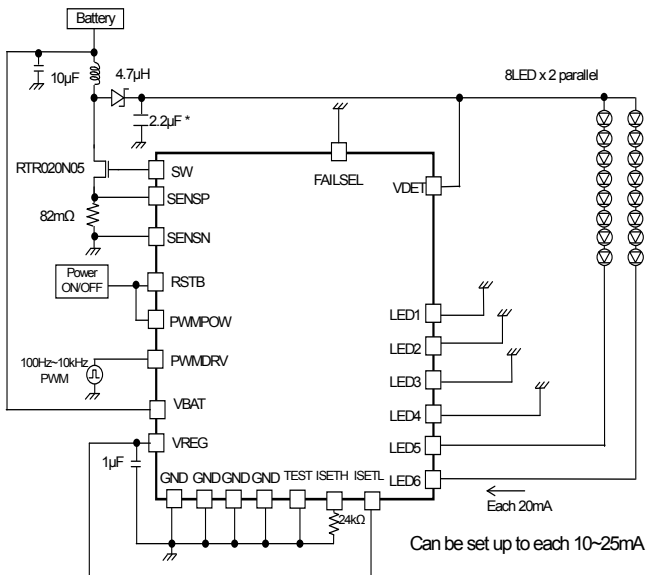 Battery
10μF
4.7μH
8LED x 2 parallel
2.2μF *
RTR020N05
SW
FAILSEL
VDET
SENSP
82mΩ
SENSN
Power
ON/OFF
RSTB
LED1
PWMPOW
LED2
100Hz~10kHz
PWM
PWMDRV
LED3
VBAT
LED4
VREG
LED5
1μF
GND GND GND GND TEST ISETH ISETL
LED6
24kΩ
Each 20mA
Can be set up to each 10~25mA